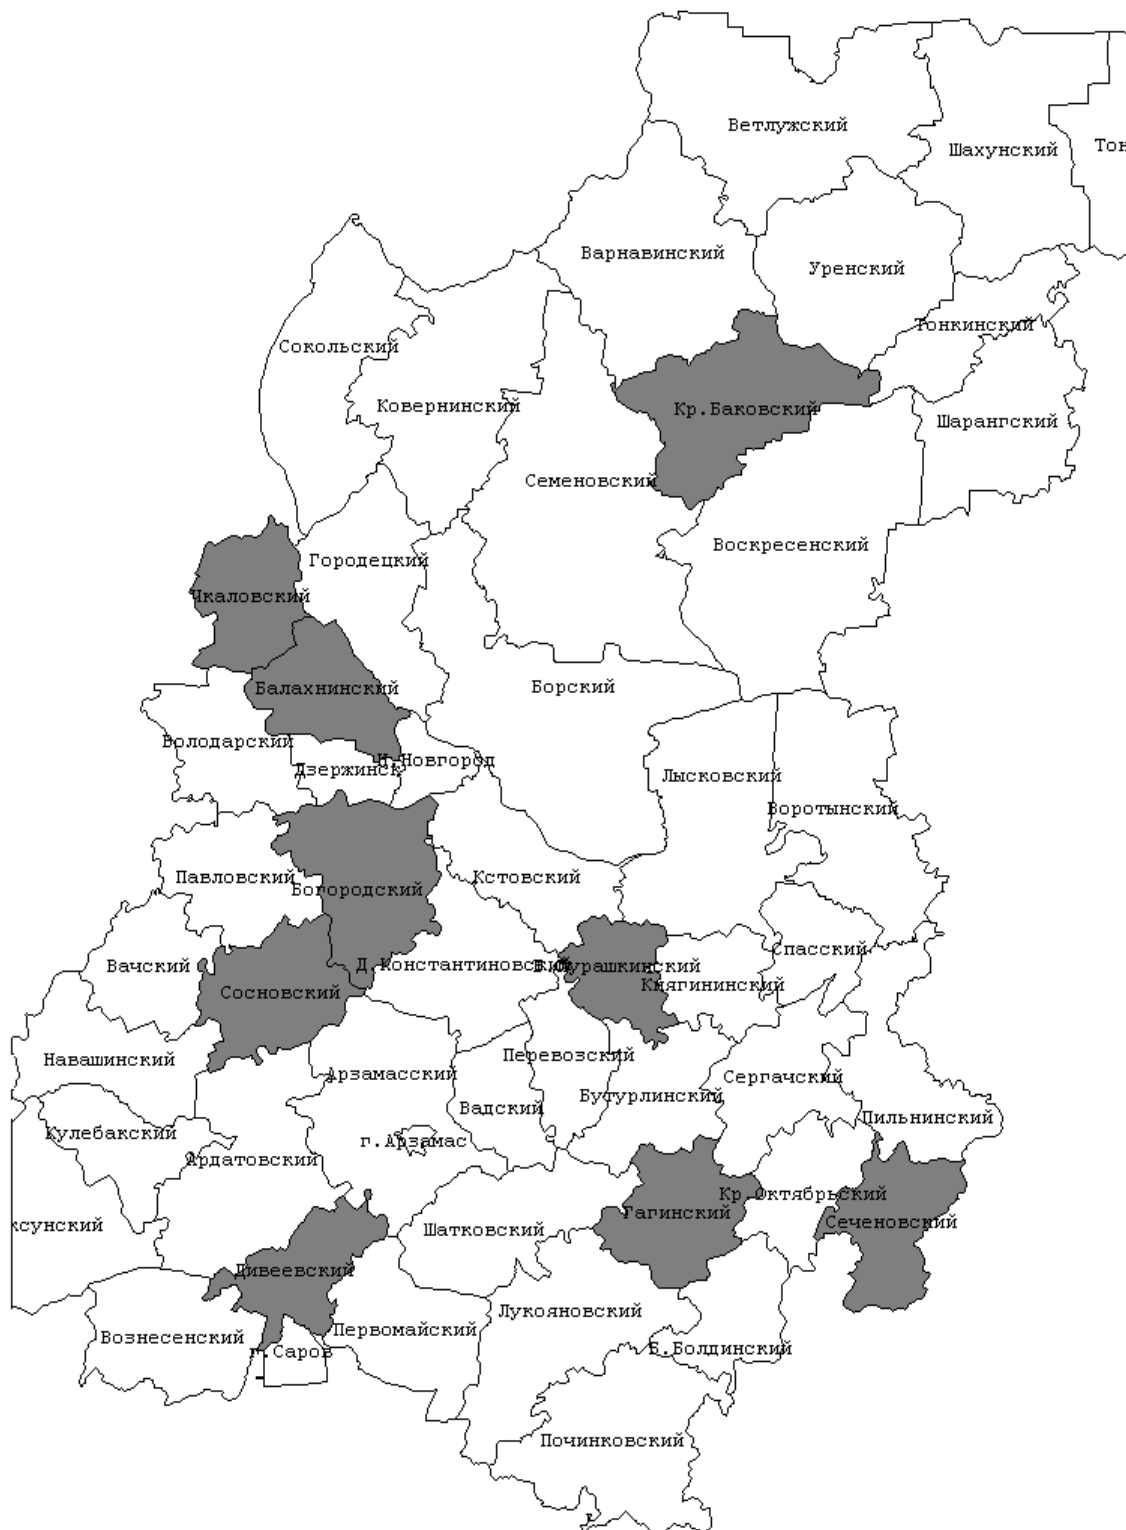 Ветлужский
Шахунский
Тон
Варнавинский
Уренский
Тонкинский
Сокольский
Ковернинский
Кр.Баковский
Шарангский
Семеновский
Воскресенский
Городецкий
Чкаловский
Балахнинский
Борский
Володарский
Н.Новгород
Дзержинск
Лысковский
Воротынский
Павловский
Богородский
Кстовский
Спасский
Вачский
Д.Константиновский
Б.Мурашкинский
Княгининский
Сосновский
Навашинский
Арзамасский
Перевозский
Сергачский
Вадский
Бутурлинский
Пильнинский
Кулебакский
г.Арзамас
Ардатовский
Кр.Октябрьский
ксунский
Шатковский
Гагинский
Сеченовский
Дивеевский
Лукояновский
Вознесенский
Первомайский
г.Саров
Б.Болдинский
Починковский